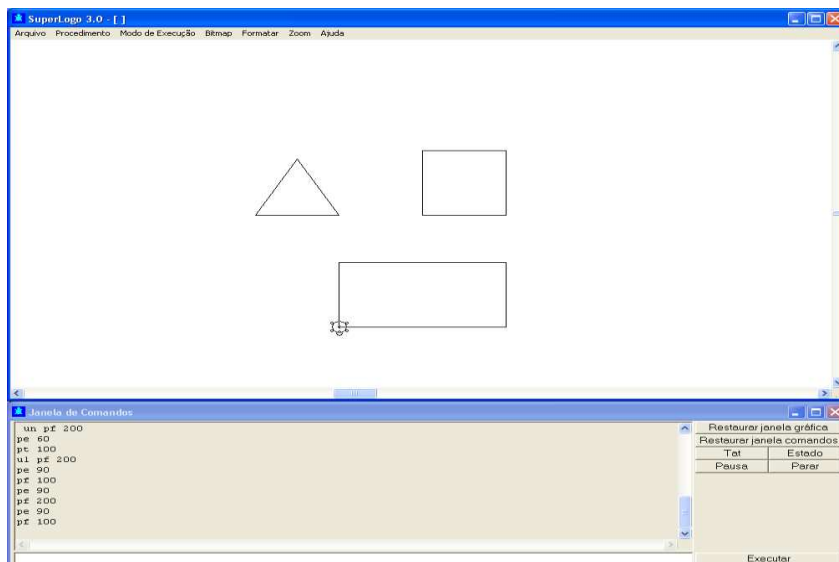 SuperLogo 3.0 - [ ]
Arquivo Procedimento Modo de Execução Bitmap Formatar Zoom Ajuda
Janela de Comandos
un pf 200
pe 60
pt 100
ul pf 200
pe 90
pf 100
pe 90
pf 200
pe 90
pf 100
Restaurar janela gráfica
Restaurar janela comandos
Tat Estado
Pausa Parar
Executar